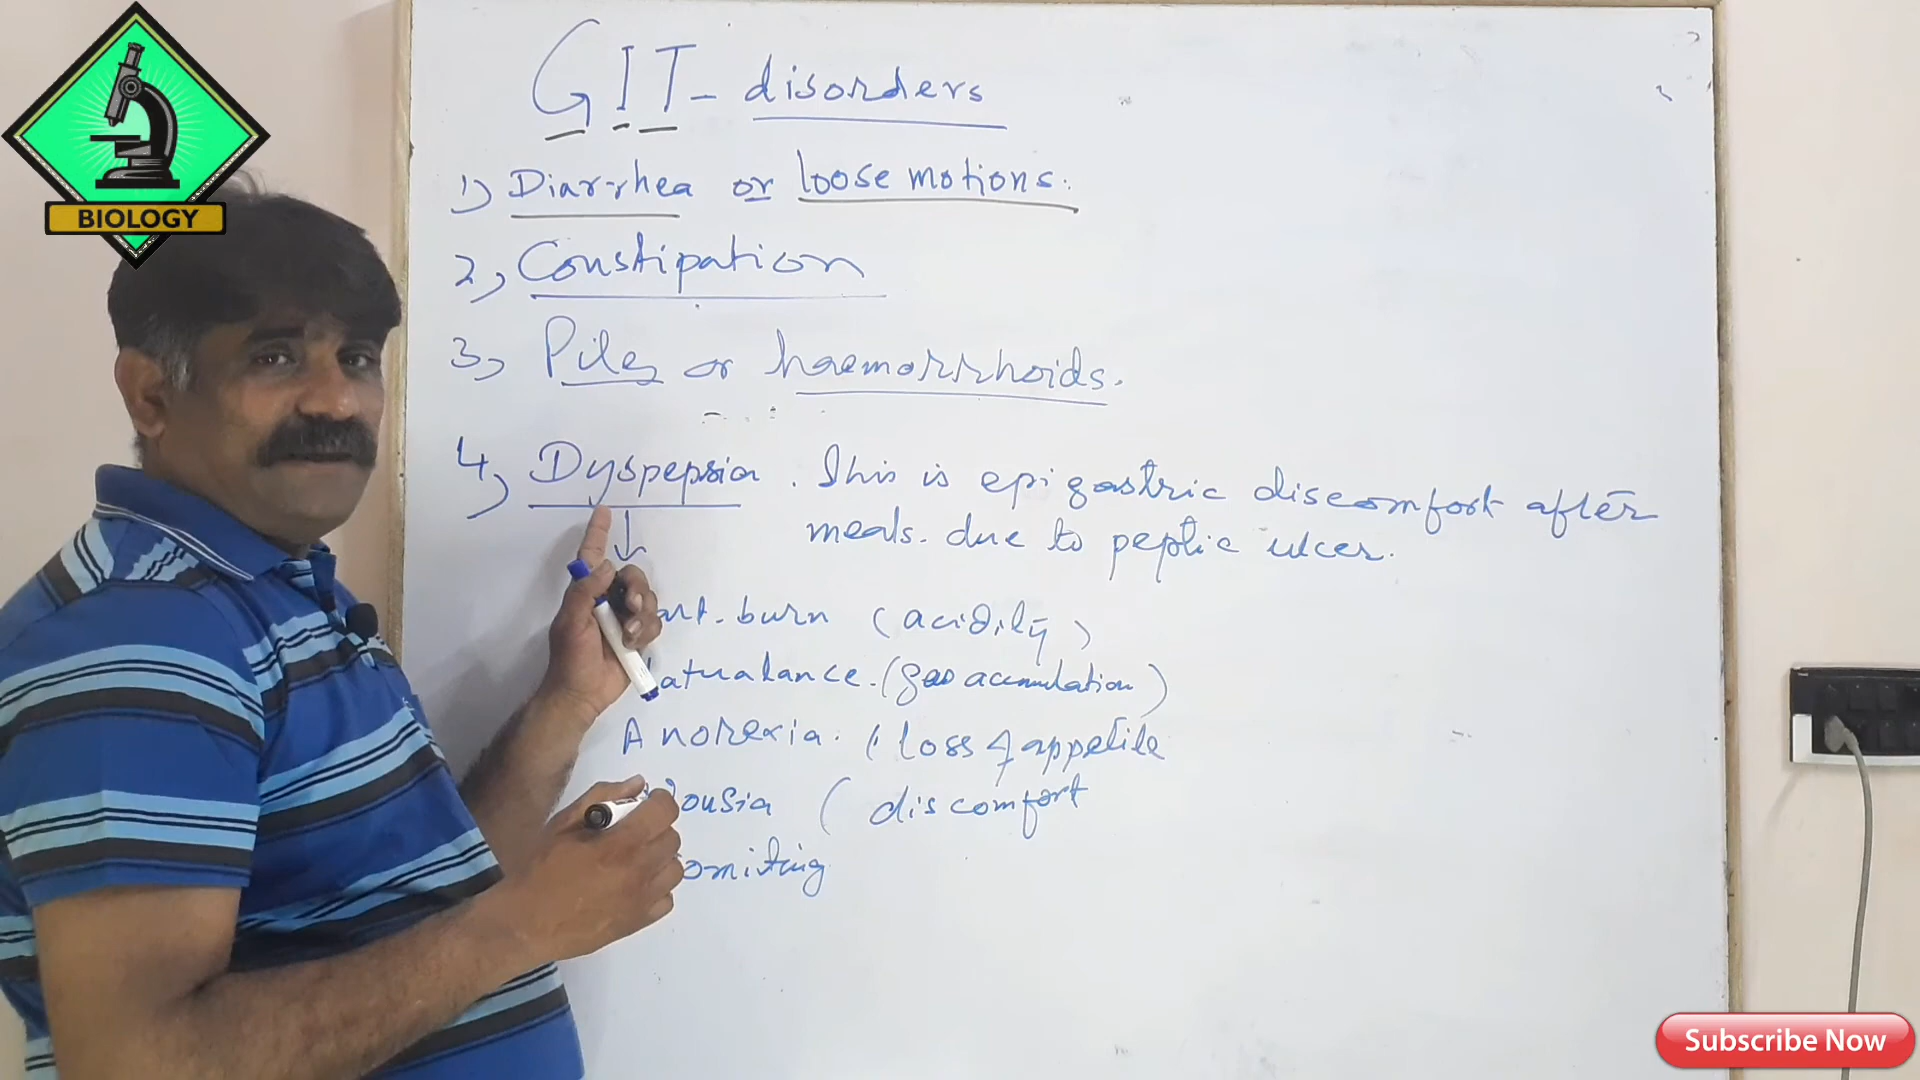 BIOLOGY
GIT - disorders
1) Diarrhea or loose motions.
2, Constipation
3, Piles or haemorrhoids.
4, Dyspepsia. This is epigastric discomfort after
meals. due to peptic ulcer.
art-burn (acidity)
latualance. (gas accumulation)
Anorexia. (loss of appetite
ousia ( discomfort
omiting
Subscribe Now